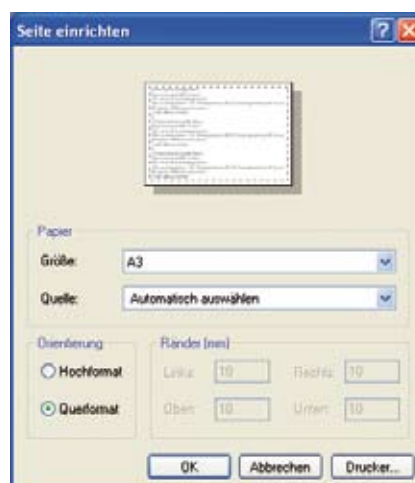 Seite einrichten
Papier
Größe: A3
Quelle: Automatisch auswählen
Orientierung
Hochformat
Querformat
Ränder (mm)
Links: 10 Rechts: 10
Oben: 10 Unten: 10
OK Abbrechen Drucker...